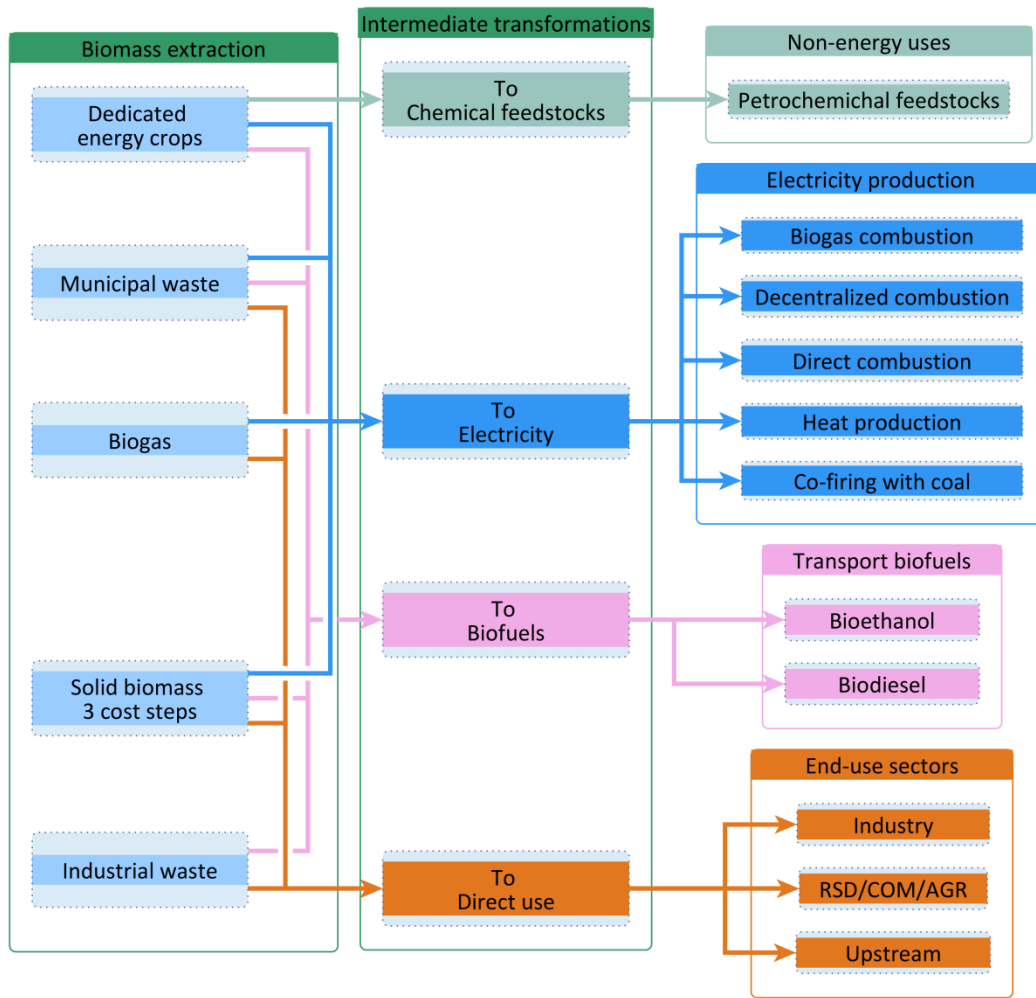 Biomass extraction
Dedicated
energy crops
Municipal waste
Biogas
Solid biomass
3 cost steps
Industrial waste
Intermediate transformations
To
Chemical feedstocks
To
Electricity
To
Biofuels
To
Direct use
Non-energy uses
Petrochemichal feedstocks
Electricity production
Biogas combustion
Decentralized combustion
Direct combustion
Heat production
Co-firing with coal
Transport biofuels
Bioethanol
Biodiesel
End-use sectors
Industry
RSD/COM/AGR
Upstream